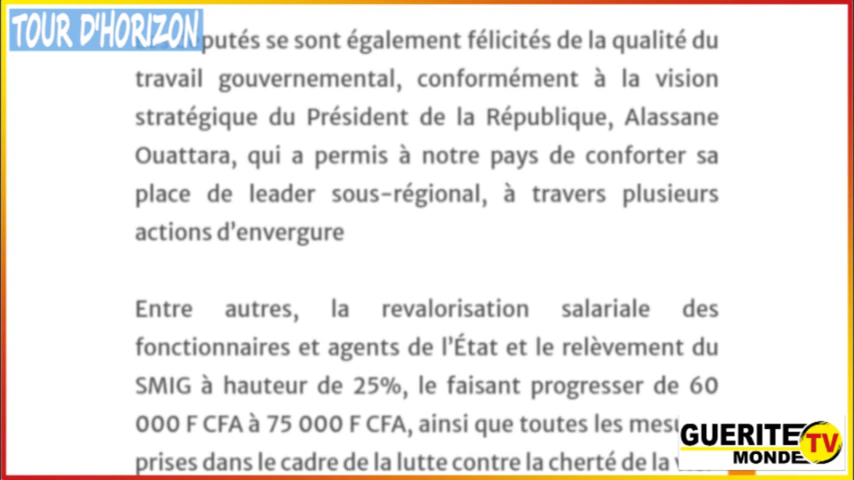 TOUR D'HORIZON
putés se sont également félicités de la qualité du
travail gouvernemental, conformément à la vision
stratégique du Président de la République, Alassane
Ouattara, qui a permis à notre pays de conforter sa
place de leader sous-régional, à travers plusieurs
actions d'envergure
Entre autres, la revalorisation salariale des
fonctionnaires et agents de l'État et le relèvement du
SMIG à hauteur de 25%, le faisant progresser de 60
000 F CFA à 75 000 F CFA, ainsi que toutes les
prises dans le cadre de la lutte contre la cherté de la
GUERITE TV
MONDE